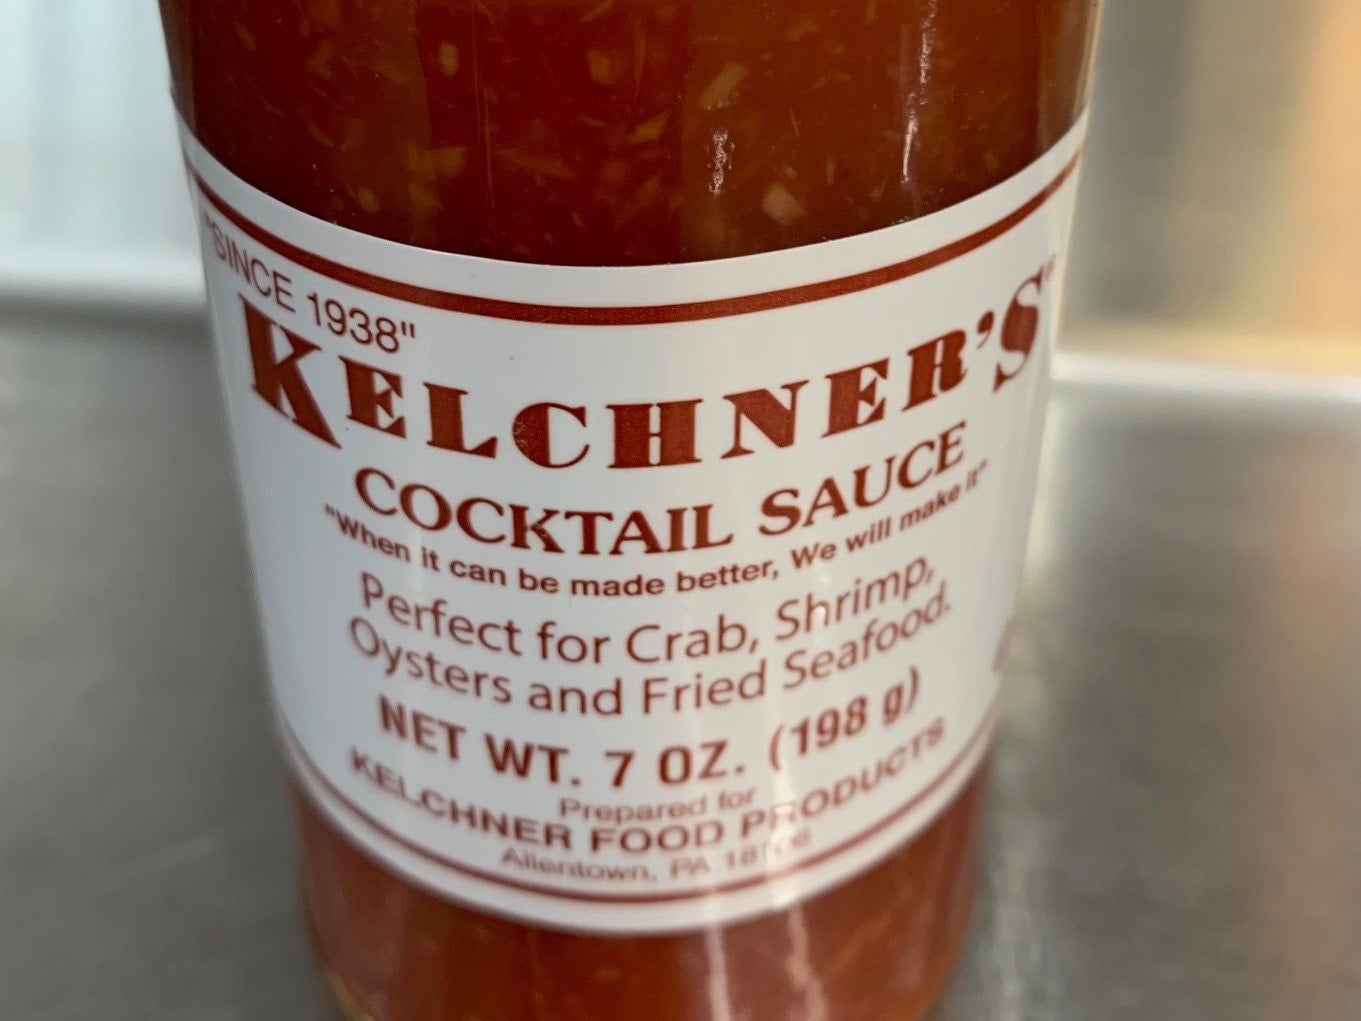 "SINCE 1938"
KELCHNER'S
COCKTAIL SAUCE
"When it can be made better, We will make it"
Perfect for Crab, Shrimp,
Oysters and Fried Seafood.
NET WT. 7 OZ. (198 g)
Prepared for
KELCHNER FOOD PRODUCTS
Allentown, PA